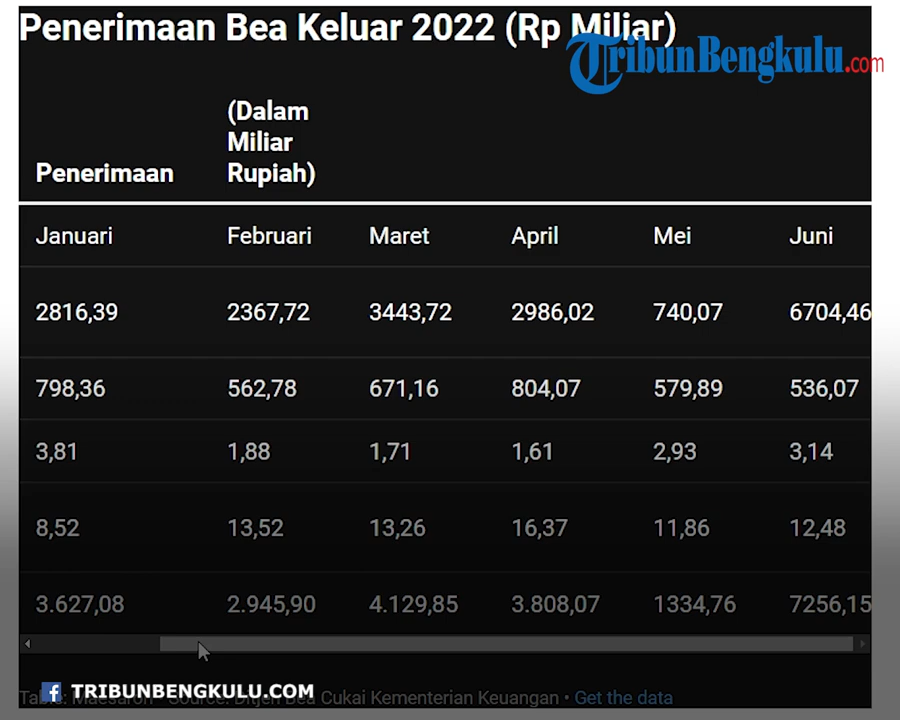 Penerimaan Bea Keluar 2022 (Rp Miliar)
TribunBengkulu.com
(Dalam
Miliar
Penerimaan Rupiah)
Januari Februari Maret April Mei Juni
2816,39 2367,72 3443,72 2986,02 740,07 6704,46
798,36 562,78 671,16 804,07 579,89 536,07
3,81 1,88 1,71 1,61 2,93 3,14
8,52 13,52 13,26 16,37 11,86 12,48
3.627,08 2.945,90 4.129,85 3.808,07 1334,76 7256,15
TRIBUNBENGKULU.COM
Table: Source: Ditjen Bea Cukai Kementerian Keuangan • Get the data